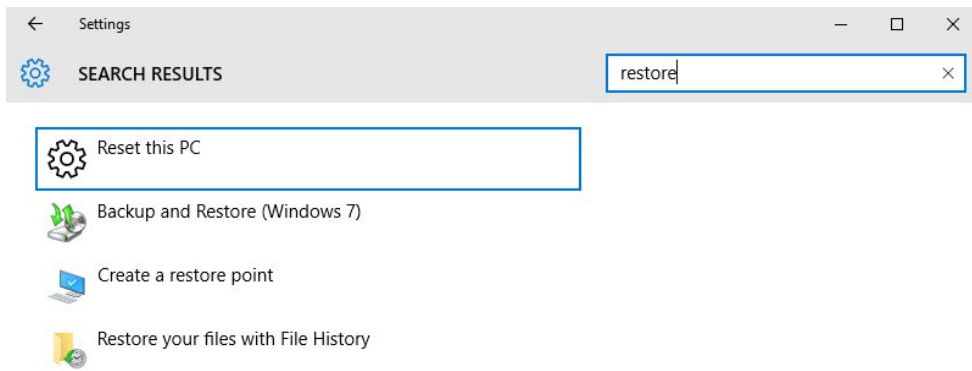 Settings
SEARCH RESULTS
restore
Reset this PC
Backup and Restore (Windows 7)
Create a restore point
Restore your files with File History